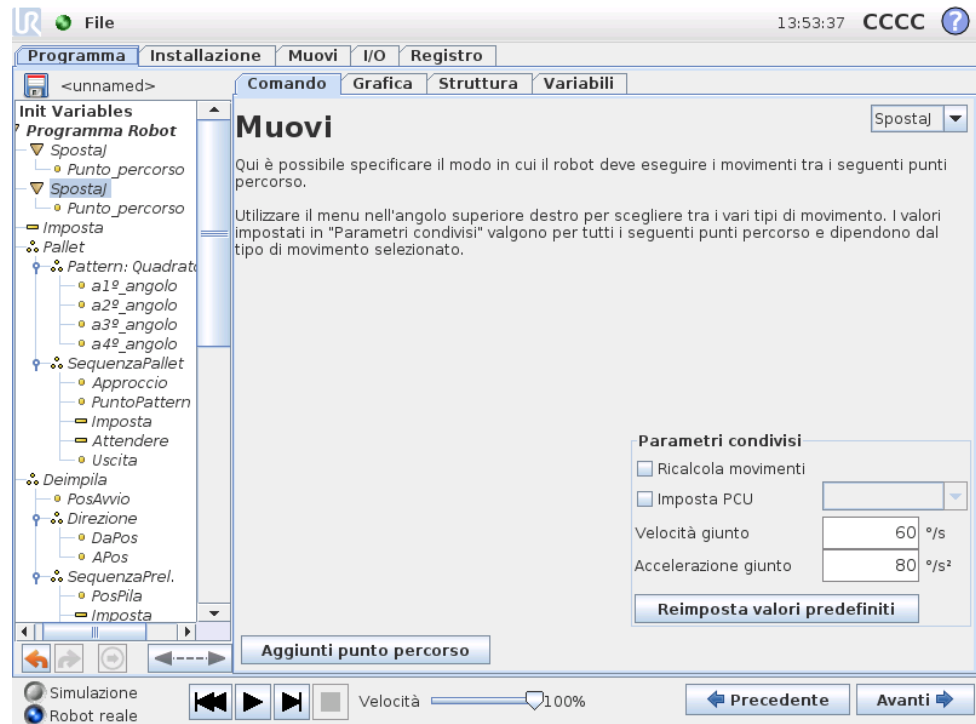 UR File 13:53:37 CCCC ?
Programma Installazione Muovi I/O Registro
<unnamed>
Comando Grafica Struttura Variabili
Init Variables
Programma Robot
SpostaJ
Punto_percorso
SpostaJ
Punto_percorso
Imposta
Pallet
Pattern: Quadrato
a1º_angolo
a2º_angolo
a3º_angolo
a4º_angolo
SequenzaPallet
Approccio
PuntoPattern
Imposta
Attendere
Uscita
Deimpila
PosAvvio
Direzione
DaPos
APos
SequenzaPrel.
PosPila
Imposta
Muovi
SpostaJ
Qui è possibile specificare il modo in cui il robot deve eseguire i movimenti tra i seguenti punti
percorso.
Utilizzare il menu nell'angolo superiore destro per scegliere tra i vari tipi di movimento. I valori
impostati in "Parametri condivisi" valgono per tutti i seguenti punti percorso e dipendono dal
tipo di movimento selezionato.
Parametri condivisi
Ricalcola movimenti
Imposta PCU
Velocità giunto 60 °/s
Accelerazione giunto 80 °/s²
Reimposta valori predefiniti
Aggiunti punto percorso
Simulazione
Robot reale
Velocità 100%
Precedente Avanti